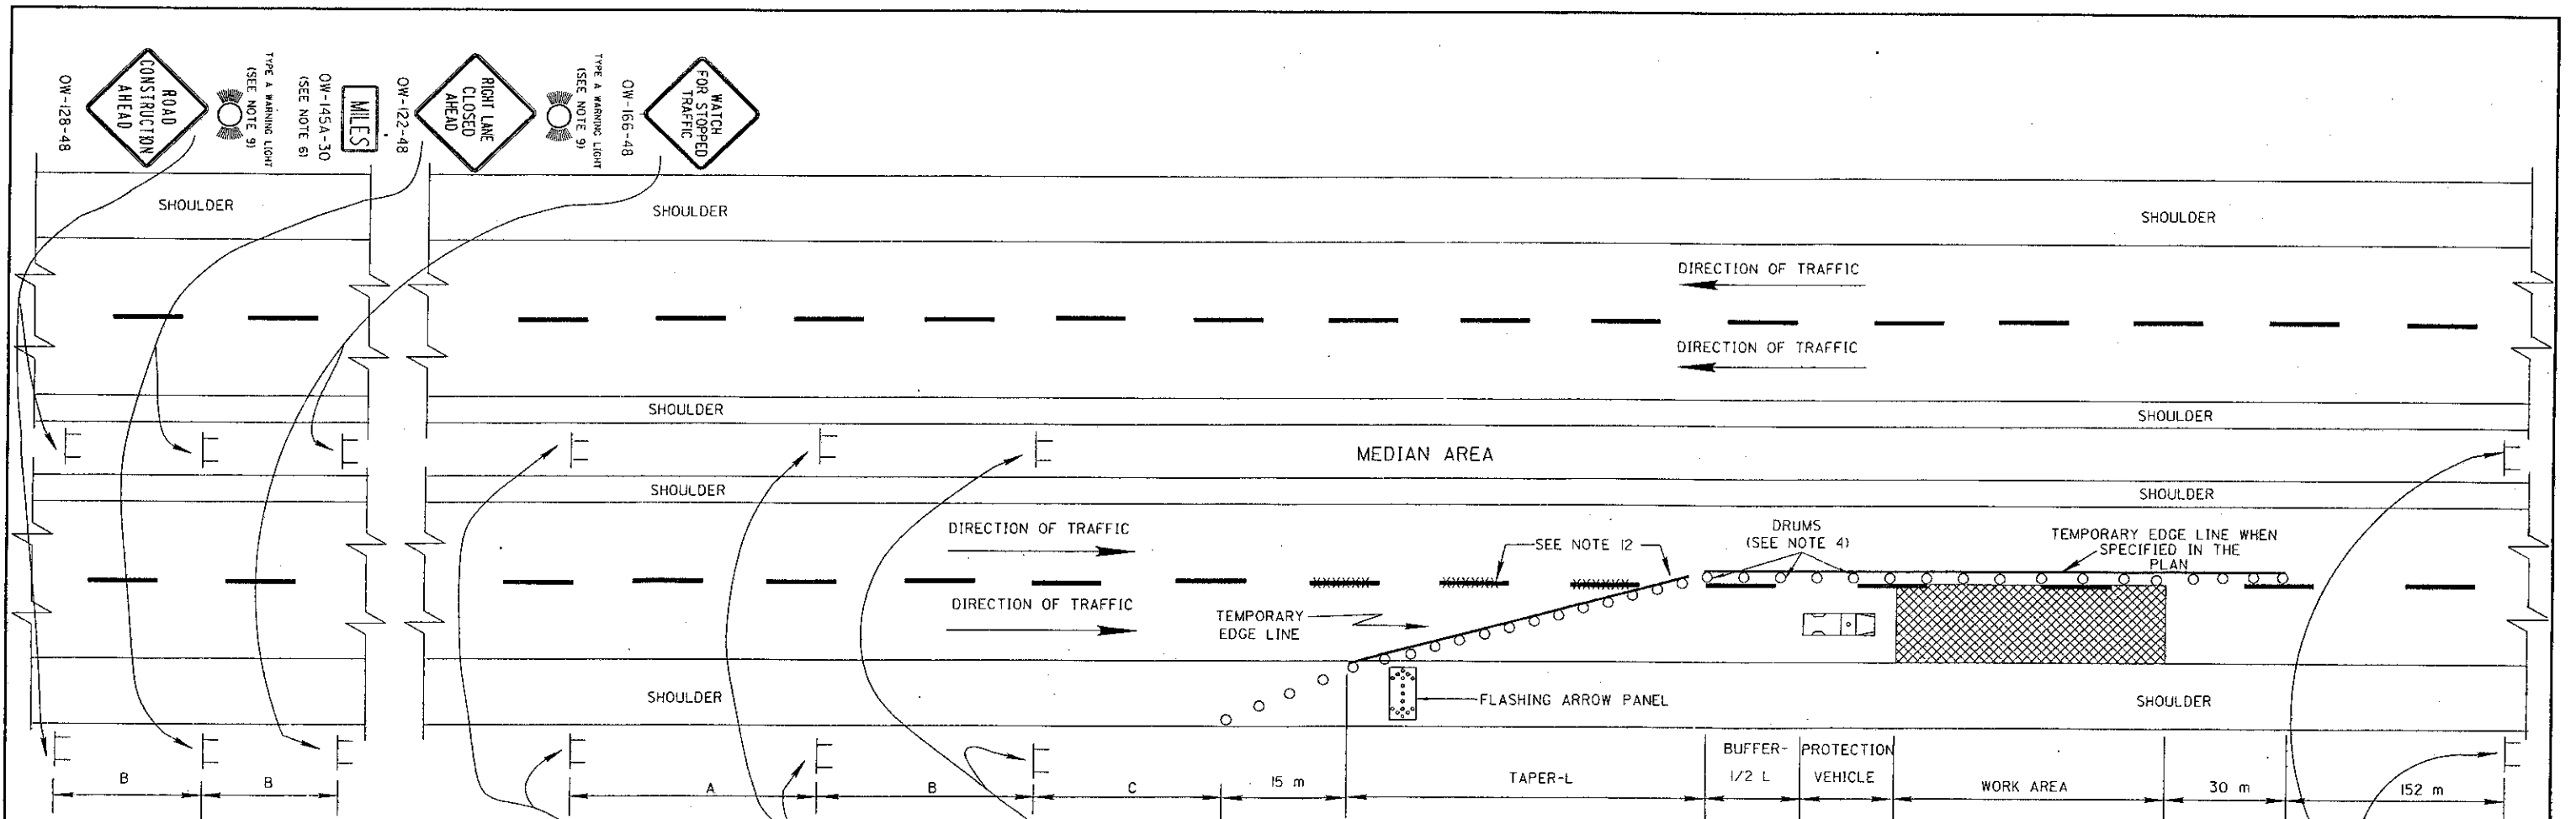 OW-128-48
ROAD
CONSTRUCTION
AHEAD
TYPE A WARNING LIGHT
(SEE NOTE 9)
OW-145A-30
(SEE NOTE 6)
MILES
OW-122-48
RIGHT LANE
CLOSED
AHEAD
TYPE A WARNING LIGHT
(SEE NOTE 9)
OW-166-48
WATCH
FOR STOPPED
TRAFFIC
SHOULDER
SHOULDER
SHOULDER
DIRECTION OF TRAFFIC
DIRECTION OF TRAFFIC
SHOULDER
SHOULDER
MEDIAN AREA
SHOULDER
SHOULDER
DIRECTION OF TRAFFIC
SEE NOTE 12
DRUMS
(SEE NOTE 4)
TEMPORARY EDGE LINE WHEN
SPECIFIED IN THE
PLAN
DIRECTION OF TRAFFIC
TEMPORARY
EDGE LINE
SHOULDER
FLASHING ARROW PANEL
SHOULDER
B
B
A
B
C
15 m
TAPER-L
BUFFER-
1/2 L
PROTECTION
VEHICLE
WORK AREA
30 m
152 m